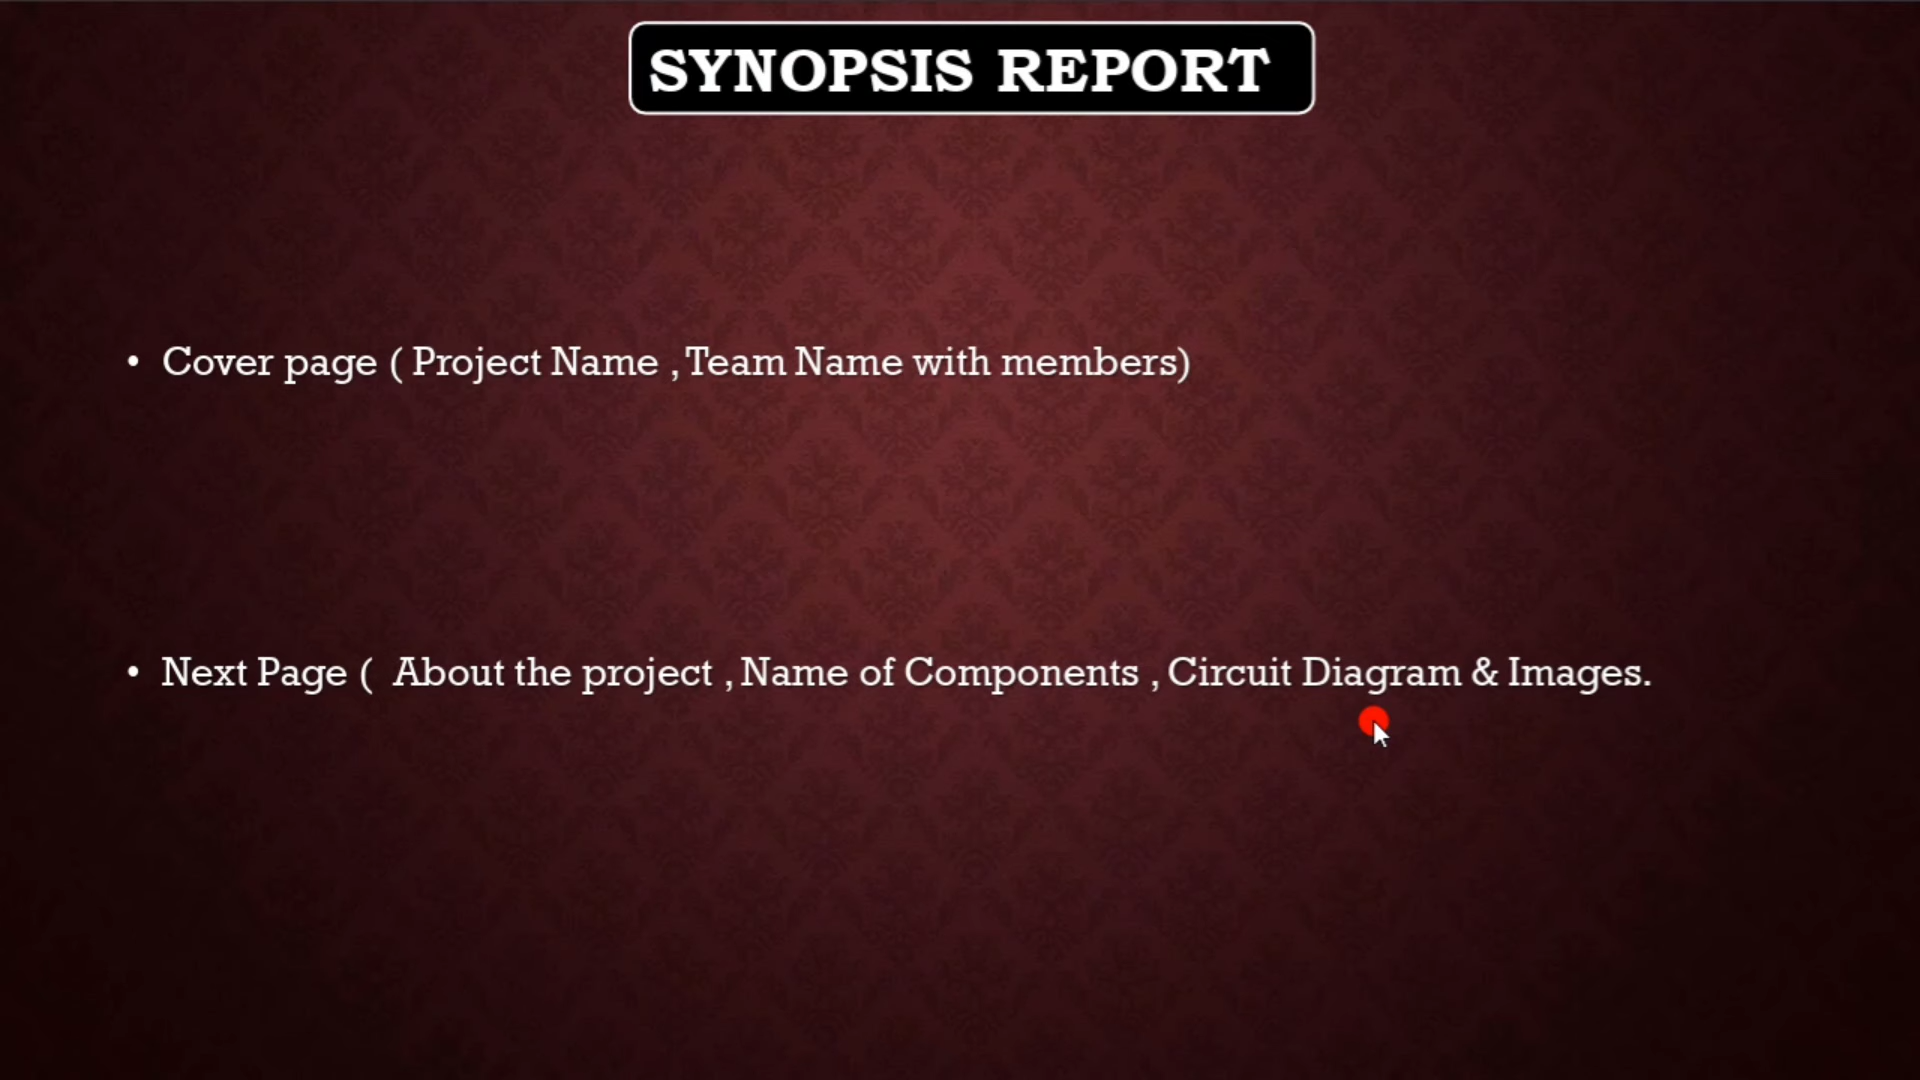 SYNOPSIS REPORT
• Cover page ( Project Name ,Team Name with members)
• Next Page (  About the project , Name of Components , Circuit Diagram & Images.